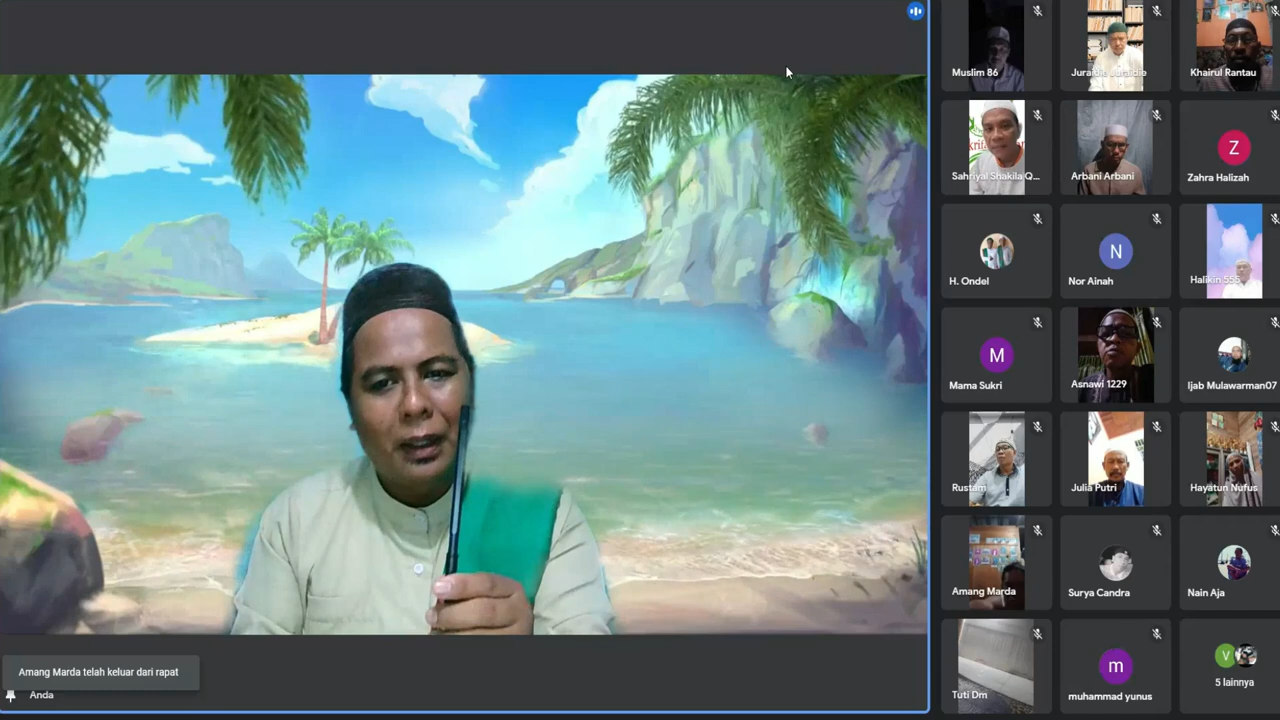 Muslim 86
Khairul Rantau
Sahriyal Shakila Q...
Arbani Arbani
Z
Zahra Halizah
H. Ondel
N
Nor Ainah
Halikin 555
M
Mama Sukri
Asnawi 1229
Ijab Mulawarman07
Rustam
Julia Putri
Hayatun Nufus
Amang Marda
Surya Candra
Nain Aja
Tuti Dm
m
muhammad yunus
V
5 lainnya
Amang Marda telah keluar dari rapat
Anda